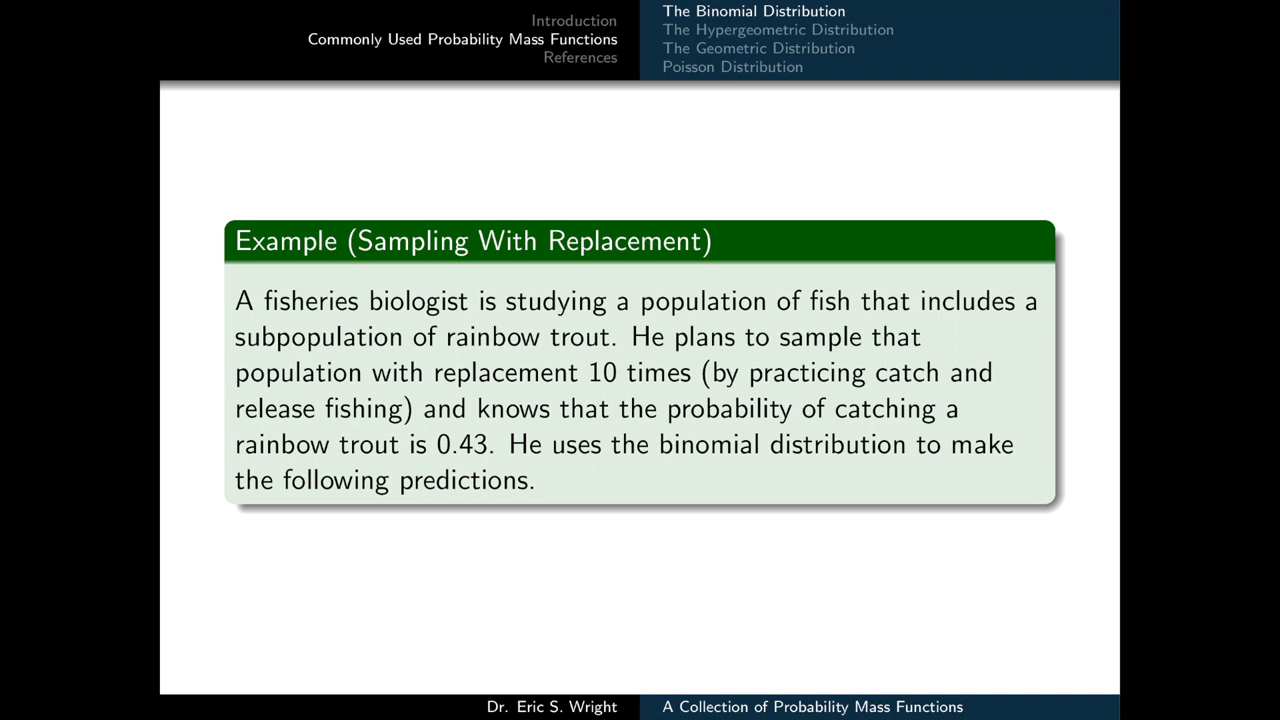 Introduction
Commonly Used Probability Mass Functions
References
The Binomial Distribution
The Hypergeometric Distribution
The Geometric Distribution
Poisson Distribution
Example (Sampling With Replacement)
A fisheries biologist is studying a population of fish that includes a
subpopulation of rainbow trout. He plans to sample that
population with replacement 10 times (by practicing catch and
release fishing) and knows that the probability of catching a
rainbow trout is 0.43. He uses the binomial distribution to make
the following predictions.
Dr. Eric S. Wright
A Collection of Probability Mass Functions